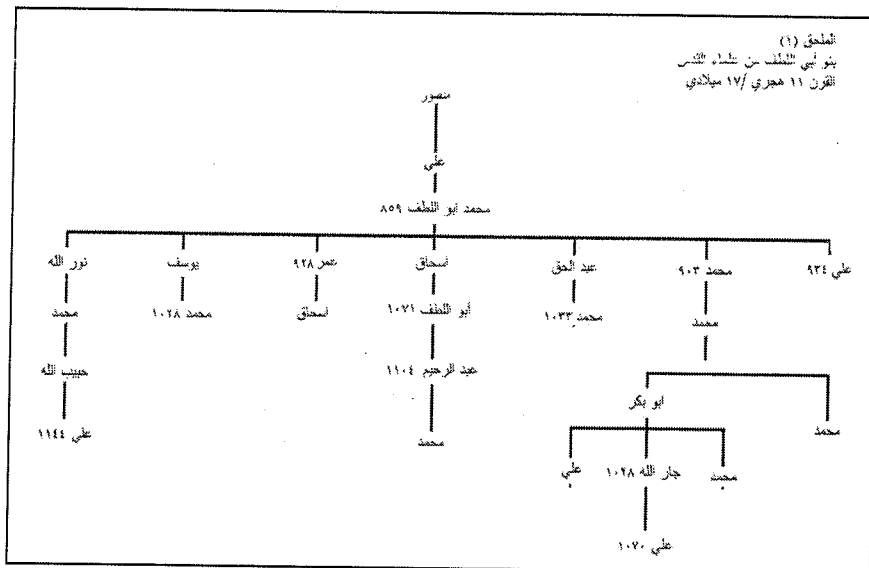 الملحق (١)
بنو أبي اللطف من علماء القدس
القرن ١١ هجري /١٧ ميلادي
منصور
علي
محمد ابو اللطف ٨٥٩
علي ٩٣٤
محمد ٩٠٣
عبد الحق
اسحاق
عمر ٩٢٨
يوسف
نور الله
محمد
محمد ١٠٣٣
أبو اللطف ١٠٧١
اسحاق
محمد ١٠٢٨
محمد
عبد الرحيم ١١٠٤
حبيب الله
محمد
ابو بكر
محمد
علي ١١٤٤
محمد
جار الله ١٠٢٨
علي
علي ١٠٧٠